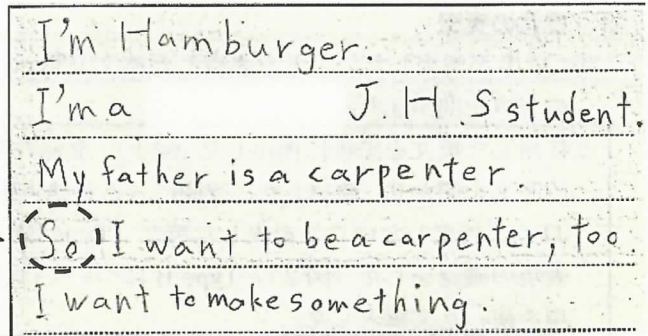 I'm Hamburger.
I'm a J.H.S student.
My father is a carpenter.
So I want to be a carpenter, too
I want to make something.